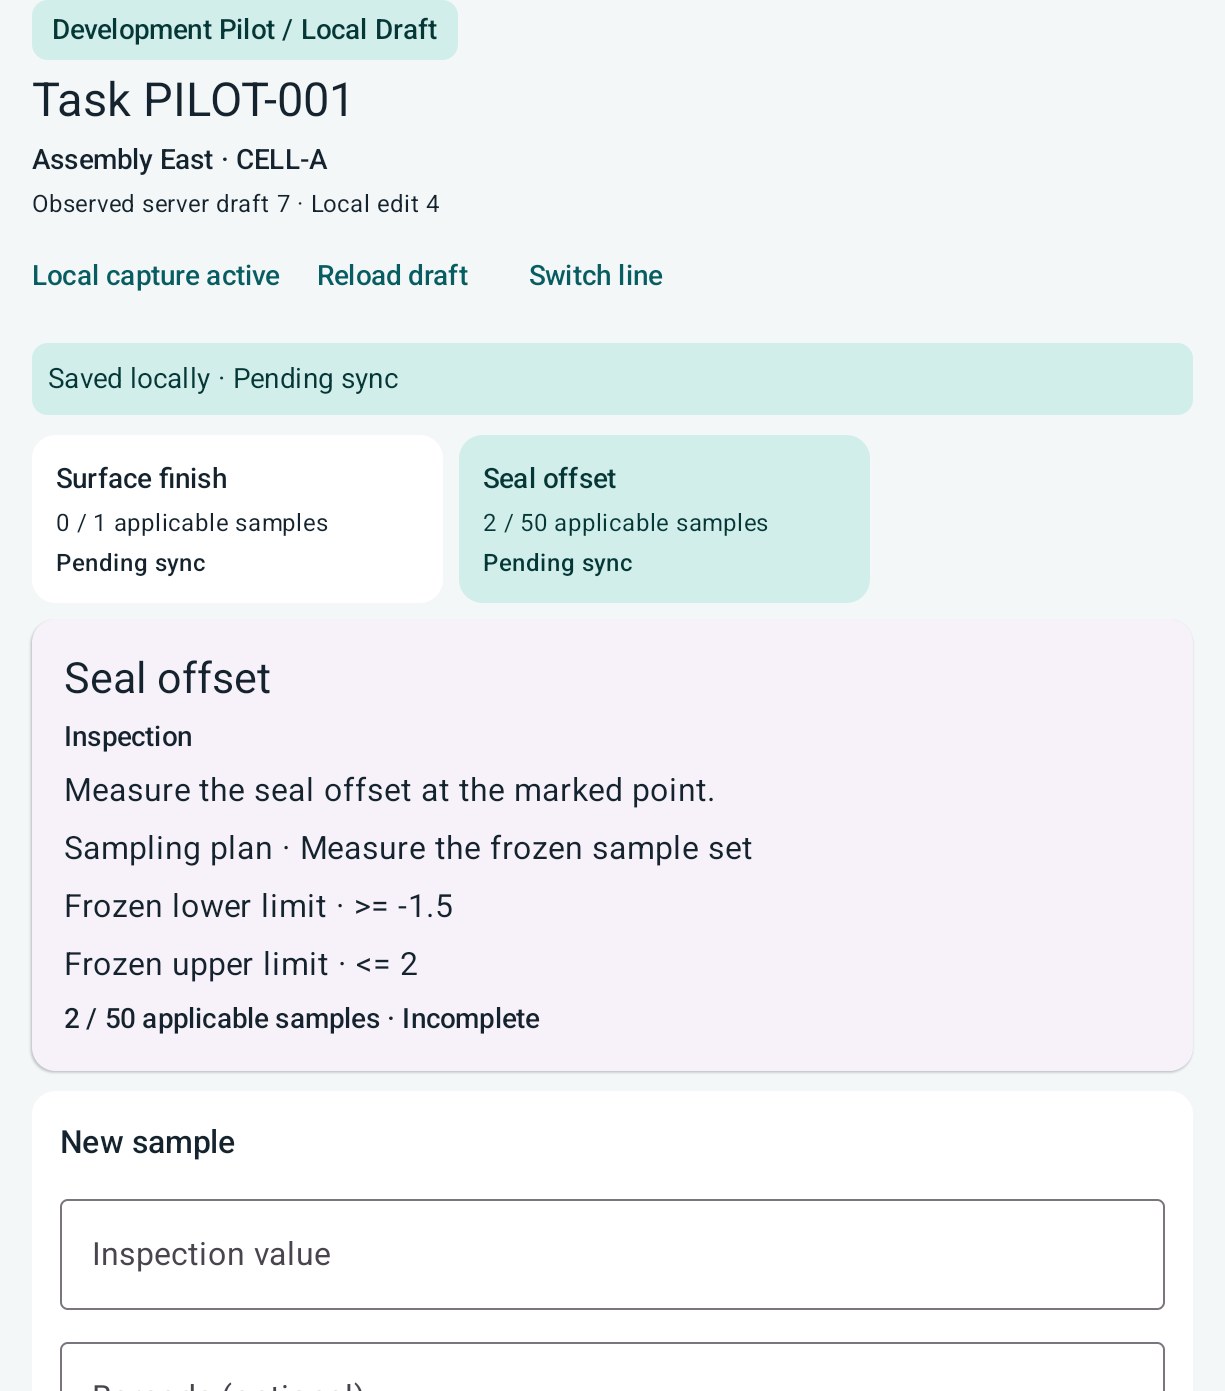 Development Pilot / Local Draft
Task PILOT-001
Assembly East · CELL-A
Observed server draft 7 · Local edit 4
Local capture active Reload draft Switch line
Saved locally · Pending sync
Surface finish
0 / 1 applicable samples
Pending sync
Seal offset
2 / 50 applicable samples
Pending sync
Seal offset
Inspection
Measure the seal offset at the marked point.
Sampling plan · Measure the frozen sample set
Frozen lower limit · >= -1.5
Frozen upper limit · <= 2
2 / 50 applicable samples · Incomplete
New sample
Inspection value